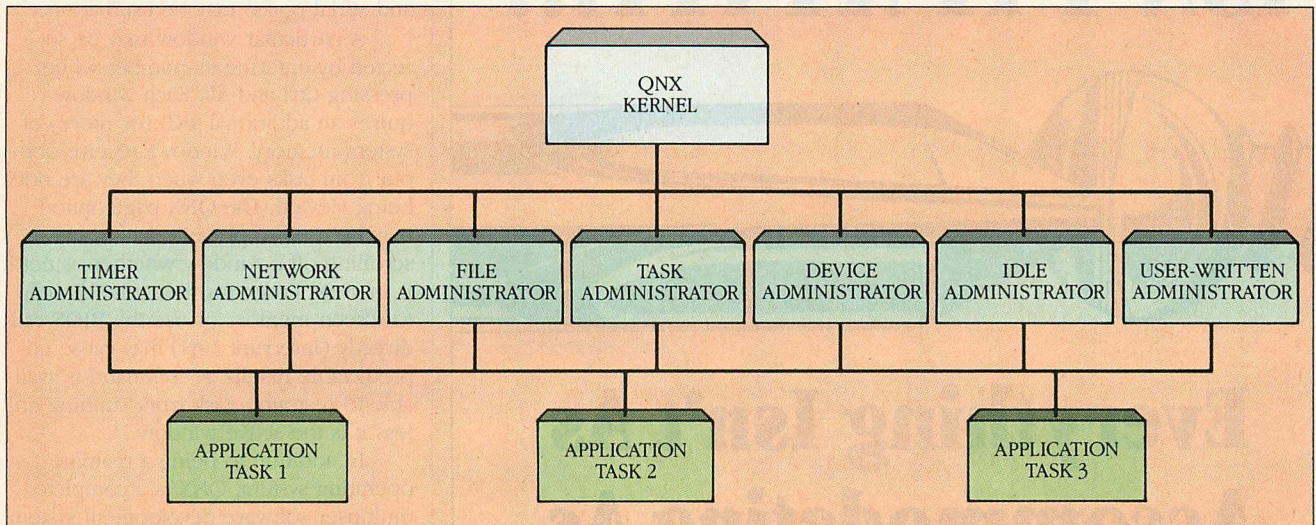 QNX
KERNEL
TIMER
ADMINISTRATOR
NETWORK
ADMINISTRATOR
FILE
ADMINISTRATOR
TASK
ADMINISTRATOR
DEVICE
ADMINISTRATOR
IDLE
ADMINISTRATOR
USER-WRITTEN
ADMINISTRATOR
APPLICATION
TASK 1
APPLICATION
TASK 2
APPLICATION
TASK 3